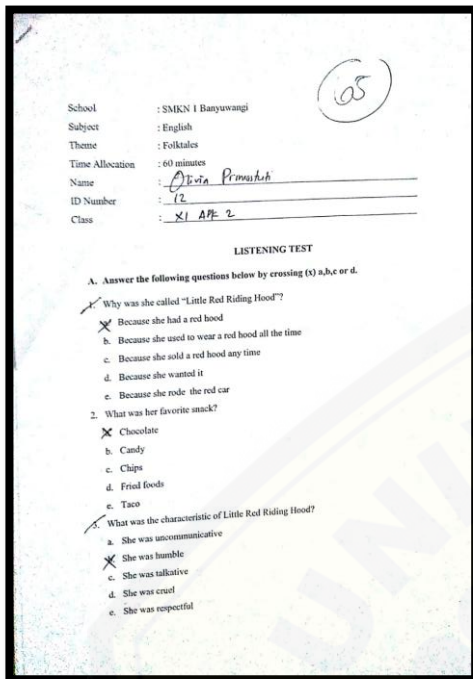 65
School : SMKN 1 Banyuwangi
Subject : English
Theme : Folktales
Time Allocation : 60 minutes
Name : Olivia
ID Number : 12
Class : XI APK 2
LISTENING TEST
A. Answer the following questions below by crossing (x) a,b,c or d.
1. Why was she called “Little Red Riding Hood”?
Because she had a red hood
b. Because she used to wear a red hood all the time
c. Because she sold a red hood any time
d. Because she wanted it
e. Because she rode the red car
2. What was her favorite snack?
Chocolate
b. Candy
c. Chips
d. Fried foods
e. Taco
3. What was the characteristic of Little Red Riding Hood?
a. She was uncommunicative
She was humble
c. She was talkative
d. She was cruel
e. She was respectful